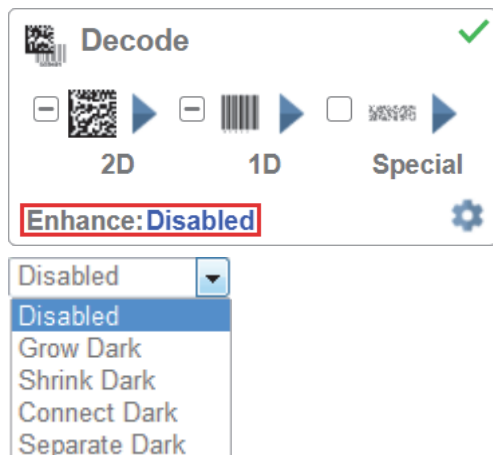 Decode
2D 1D Special
Enhance: Disabled
Disabled
Disabled
Grow Dark
Shrink Dark
Connect Dark
Separate Dark